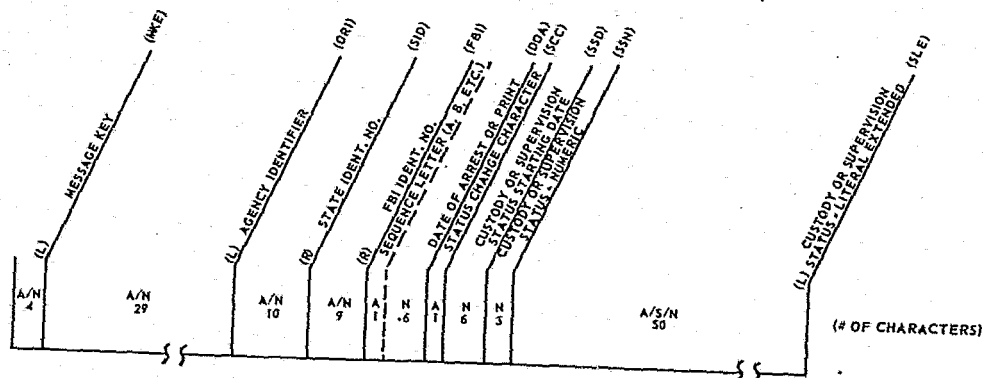 (MKE)
MESSAGE KEY
(L)
(ORI)
AGENCY IDENTIFIER
(L)
(SID)
STATE IDENT. NO.
(R)
(FBI)
FBI IDENT. NO.
SEQUENCE LETTER (A, B, ETC.)
(R)
(DOA)
DATE OF ARREST OR PRINT
(SCC)
STATUS CHANGE CHARACTER
(SSD)
CUSTODY OR SUPERVISION
STATUS STARTING DATE
(SSN)
CUSTODY OR SUPERVISION
STATUS - NUMERIC
(SLE)
CUSTODY OR SUPERVISION
(L) STATUS - LITERAL EXTENDED
A/N
4
A/N
29
A/N
10
A/N
9
A
1
N
6
A
1
N
6
N
3
A/S/N
50
(# OF CHARACTERS)